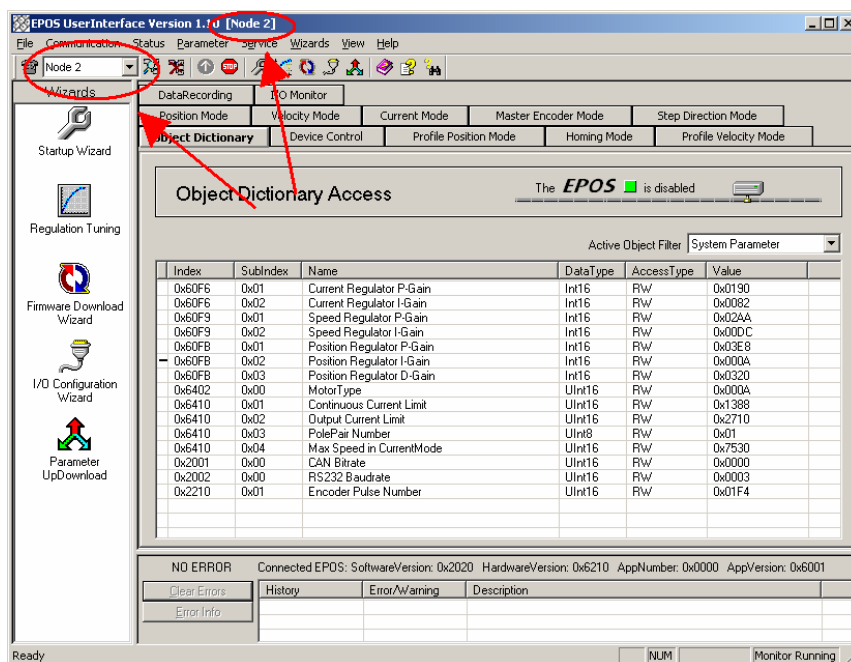 EPOS UserInterface Version 1.10 [Node 2]
File Communication Status Parameter Service Wizards View Help
Node 2
STOP
Wizards
Startup Wizard
Regulation Tuning
Firmware Download
Wizard
I/O Configuration
Wizard
Parameter
UpDownload
DataRecording I/O Monitor
Position Mode Velocity Mode Current Mode Master Encoder Mode Step Direction Mode
Object Dictionary Device Control Profile Position Mode Homing Mode Profile Velocity Mode
Object Dictionary Access
The EPOS is disabled
Active Object Filter System Parameter
Index SubIndex Name DataType AccessType Value
0x60F6 0x01 Current Regulator P-Gain Int16 RW 0x0190
0x60F6 0x02 Current Regulator I-Gain Int16 RW 0x0082
0x60F9 0x01 Speed Regulator P-Gain Int16 RW 0x02AA
0x60F9 0x02 Speed Regulator I-Gain Int16 RW 0x00DC
0x60FB 0x01 Position Regulator P-Gain Int16 RW 0x03E8
0x60FB 0x02 Position Regulator I-Gain Int16 RW 0x000A
0x60FB 0x03 Position Regulator D-Gain Int16 RW 0x0320
0x6402 0x00 MotorType UInt16 RW 0x000A
0x6410 0x01 Continuous Current Limit UInt16 RW 0x1388
0x6410 0x02 Output Current Limit UInt16 RW 0x2710
0x6410 0x03 PolePair Number UInt8 RW 0x01
0x6410 0x04 Max Speed in CurrentMode UInt16 RW 0x7530
0x2001 0x00 CAN Bitrate UInt16 RW 0x0000
0x2002 0x00 RS232 Baudrate UInt16 RW 0x0003
0x2210 0x01 Encoder Pulse Number UInt16 RW 0x01F4
NO ERROR Connected EPOS: SoftwareVersion: 0x2020 HardwareVersion: 0x6210 AppNumber: 0x0000 AppVersion: 0x6001
Clear Errors
Error Info
History Error/Warning Description
Ready NUM Monitor Running